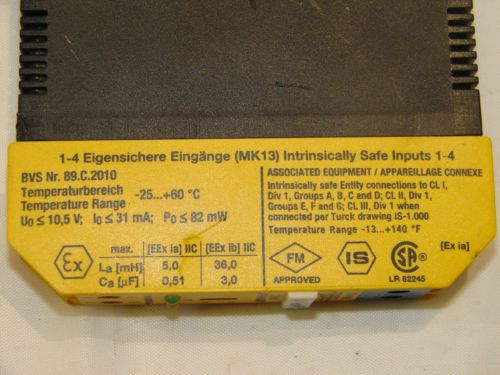 1-4 Eigensichere Eingänge (MK13) Intrinsically Safe Inputs 1-4
BVS Nr. 89.C.2010
Temperaturbereich
Temperature Range
-25...+60 °C
U₀ ≤ 10,5 V; I₀ ≤ 31 mA; P₀ ≤ 82 mW
ASSOCIATED EQUIPMENT / APPAREILLAGE CONNEXE
Intrinsically safe Entity connections to CL I,
Div 1, Groups A, B, C and D; CL II, Div 1,
Groups E, F and G; CL III, Div 1 when
connected per Turck drawing IS-1.000
Temperature Range -13...+140 °F
[Ex ia]
Ex
max. [EEx ia] IIC [EEx ib] IIC
Lа [mH] 5,0 36,0
Cа [µF] 0,51 3,0
FM
APPROVED
IS
SA
LR 82245